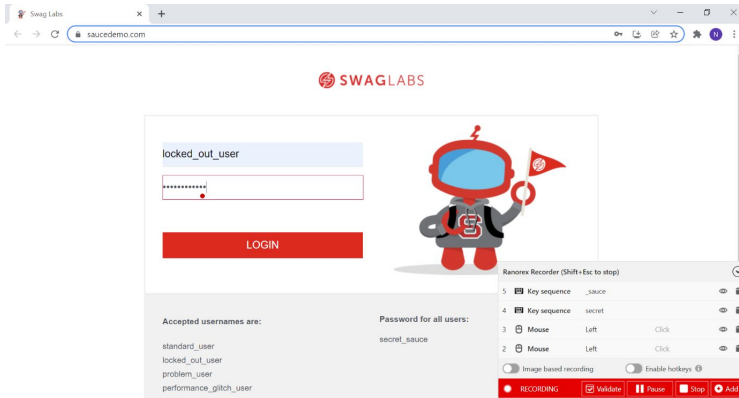 Swag Labs
saucedemo.com
N
SWAGLABS
locked_out_user
************
LOGIN
Accepted usernames are:
standard_user
locked_out_user
problem_user
performance_glitch_user
Password for all users:
secret_sauce
Ranorex Recorder (Shift+Esc to stop)
5 Key sequence _sauce
4 Key sequence secret
3 Mouse Left Click
2 Mouse Left Click
Image based recording Enable hotkeys
RECORDING Validate Pause Stop Add